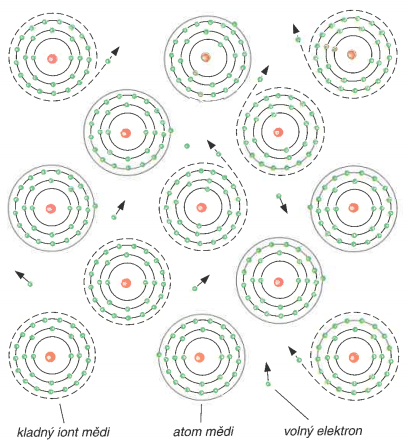 kladný iont mědi
atom mědi
volný elektron